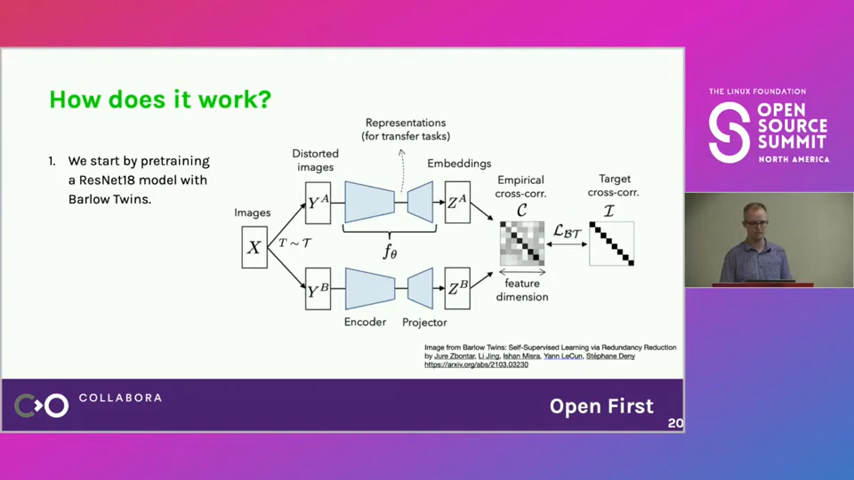 How does it work?
1. We start by pretraining
a ResNet18 model with
Barlow Twins.
Representations
(for transfer tasks)
Distorted
images
Embeddings
Empirical
cross-corr.
Target
cross-corr.
Images
Y^A
Z^A
C
I
X
T ~ T
f_θ
L_BT
Y^B
Z^B
feature
dimension
Encoder
Projector
Image from Barlow Twins: Self-Supervised Learning via Redundancy Reduction
by Jure Zbontar, Li Jing, Ishan Misra, Yann LeCun, Stéphane Deny
https://arxiv.org/abs/2103.03230
COLLABORA
Open First
20
THE LINUX FOUNDATION
OPEN
SOURCE
SUMMIT
NORTH AMERICA